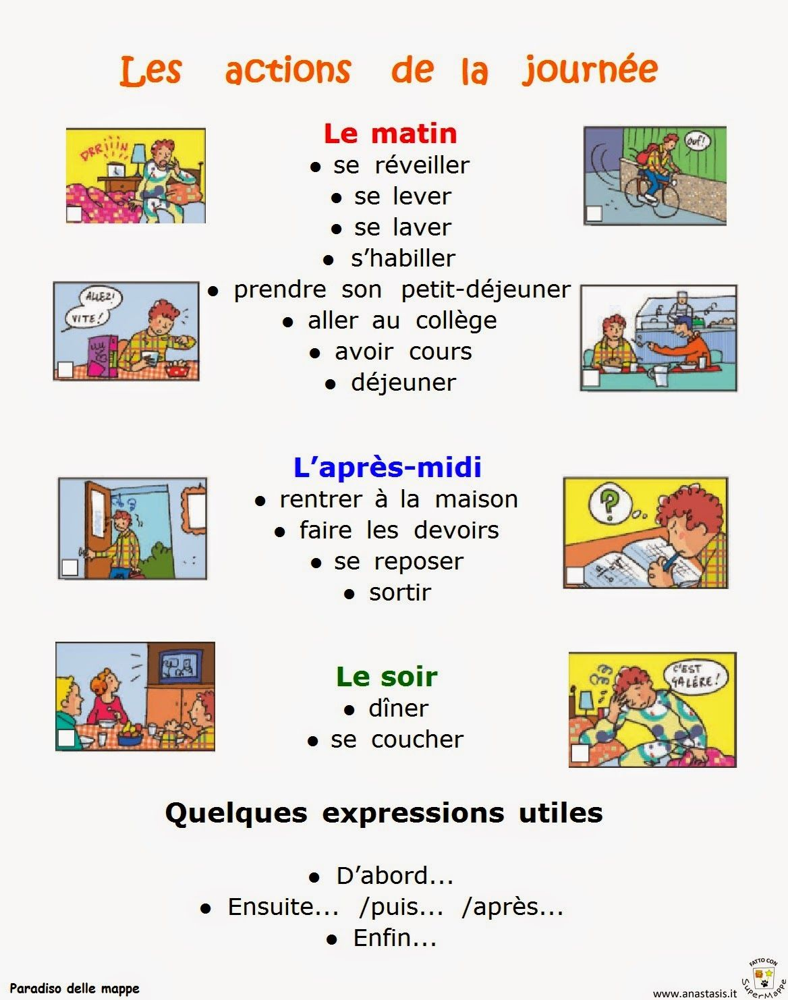 Les actions de la journée
Le matin
DRRIIIIN
ouf!
• se réveiller
• se lever
• se laver
• s'habiller
ALLEZ!
VITE!
• prendre son petit-déjeuner
• aller au collège
• avoir cours
• déjeuner
L'après-midi
• rentrer à la maison
?
• faire les devoirs
• se reposer
• sortir
Le soir
C'EST
GALÈRE!
• dîner
• se coucher
Quelques expressions utiles
• D'abord...
• Ensuite... /puis... /après...
• Enfin...
Paradiso delle mappe
www.anastasis.it
FATTO CON
SUPERMAPPE